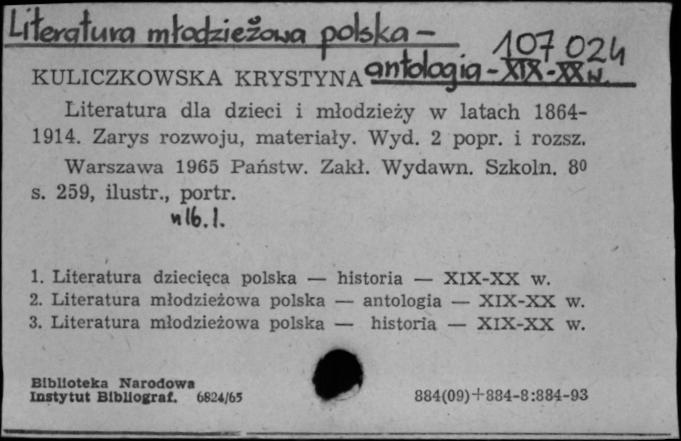 Literatura młodzieżowa polska -
107 024
KULICZKOWSKA KRYSTYNA antologia - XIX-XX w.
Literatura dla dzieci i młodzieży w latach 1864-
1914. Zarys rozwoju, materiały. Wyd. 2 popr. i rozsz.
Warszawa 1965 Państw. Zakł. Wydawn. Szkoln. 8⁰
s. 259, ilustr., portr.
nlb. 1.
1. Literatura dziecięca polska — historia — XIX-XX w.
2. Literatura młodzieżowa polska — antologia — XIX-XX w.
3. Literatura młodzieżowa polska — historia — XIX-XX w.
Biblioteka Narodowa
Instytut Bibliograf. 6824/65
884(09)+884-8:884-93